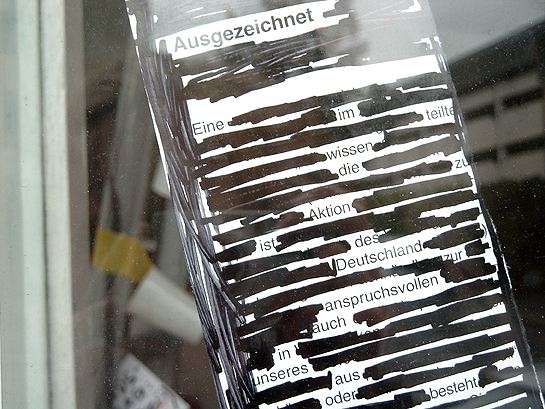 Ausgezeichnet
Eine im teilte
wissen
die zu
Aktion
ist des
Deutschland
zur
anspruchsvollen
auch
in
unseres aus
oder besteht